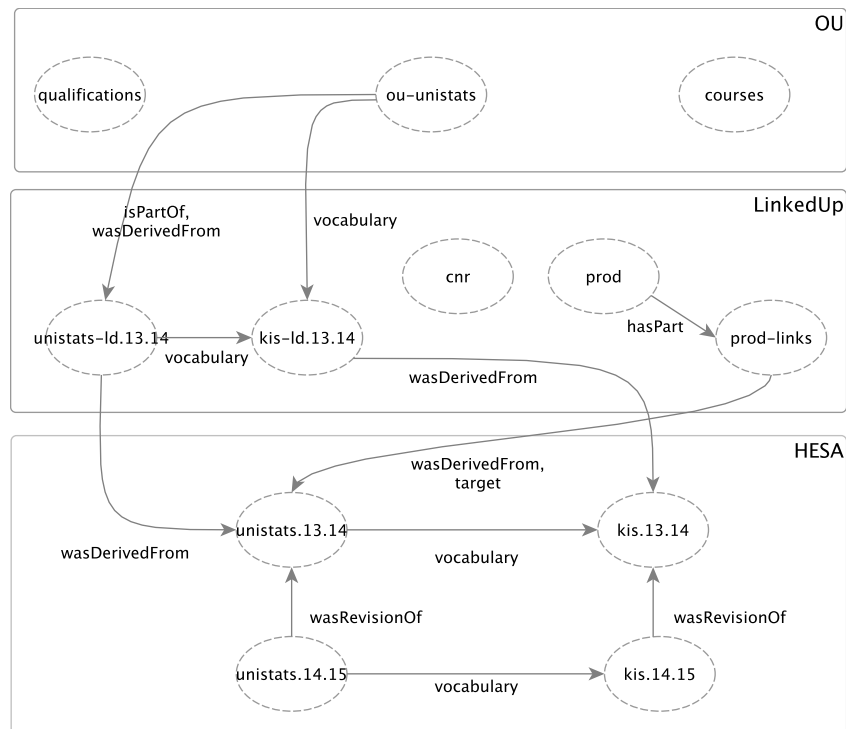 OU
qualifications
ou-unistats
courses
isPartOf,
wasDerivedFrom
vocabulary
LinkedUp
cnr
prod
hasPart
unistats-ld.13.14
vocabulary
kis-ld.13.14
prod-links
wasDerivedFrom
HESA
wasDerivedFrom,
target
unistats.13.14
kis.13.14
wasDerivedFrom
vocabulary
wasRevisionOf
wasRevisionOf
unistats.14.15
vocabulary
kis.14.15